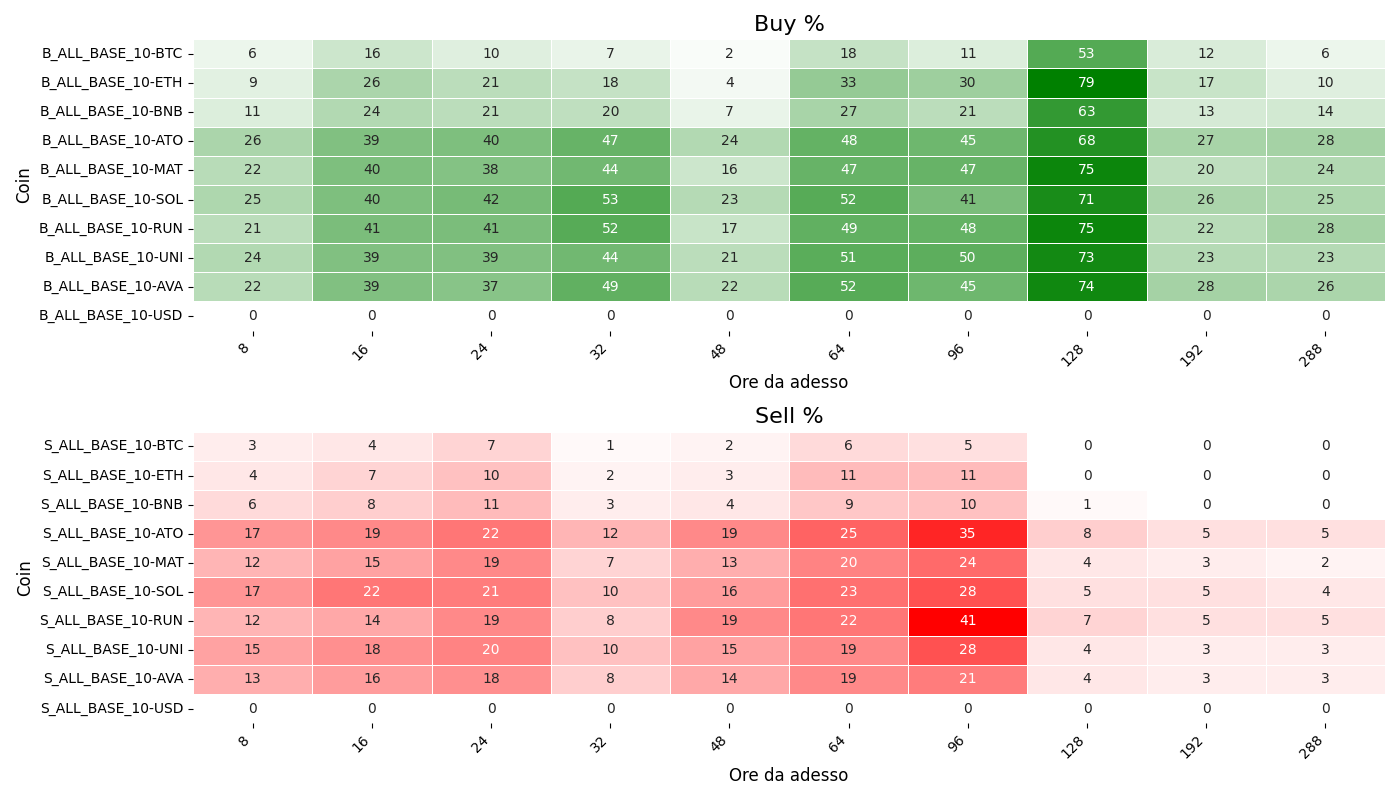 Buy %
Coin
B_ALL_BASE_10-BTC 6 16 10 7 2 18 11 53 12 6
B_ALL_BASE_10-ETH 9 26 21 18 4 33 30 79 17 10
B_ALL_BASE_10-BNB 11 24 21 20 7 27 21 63 13 14
B_ALL_BASE_10-ATO 26 39 40 47 24 48 45 68 27 28
B_ALL_BASE_10-MAT 22 40 38 44 16 47 47 75 20 24
B_ALL_BASE_10-SOL 25 40 42 53 23 52 41 71 26 25
B_ALL_BASE_10-RUN 21 41 41 52 17 49 48 75 22 28
B_ALL_BASE_10-UNI 24 39 39 44 21 51 50 73 23 23
B_ALL_BASE_10-AVA 22 39 37 49 22 52 45 74 28 26
B_ALL_BASE_10-USD 0 0 0 0 0 0 0 0 0 0
8 16 24 32 48 64 96 128 192 288
Ore da adesso
Sell %
Coin
S_ALL_BASE_10-BTC 3 4 7 1 2 6 5 0 0 0
S_ALL_BASE_10-ETH 4 7 10 2 3 11 11 0 0 0
S_ALL_BASE_10-BNB 6 8 11 3 4 9 10 1 0 0
S_ALL_BASE_10-ATO 17 19 22 12 19 25 35 8 5 5
S_ALL_BASE_10-MAT 12 15 19 7 13 20 24 4 3 2
S_ALL_BASE_10-SOL 17 22 21 10 16 23 28 5 5 4
S_ALL_BASE_10-RUN 12 14 19 8 19 22 41 7 5 5
S_ALL_BASE_10-UNI 15 18 20 10 15 19 28 4 3 3
S_ALL_BASE_10-AVA 13 16 18 8 14 19 21 4 3 3
S_ALL_BASE_10-USD 0 0 0 0 0 0 0 0 0 0
8 16 24 32 48 64 96 128 192 288
Ore da adesso